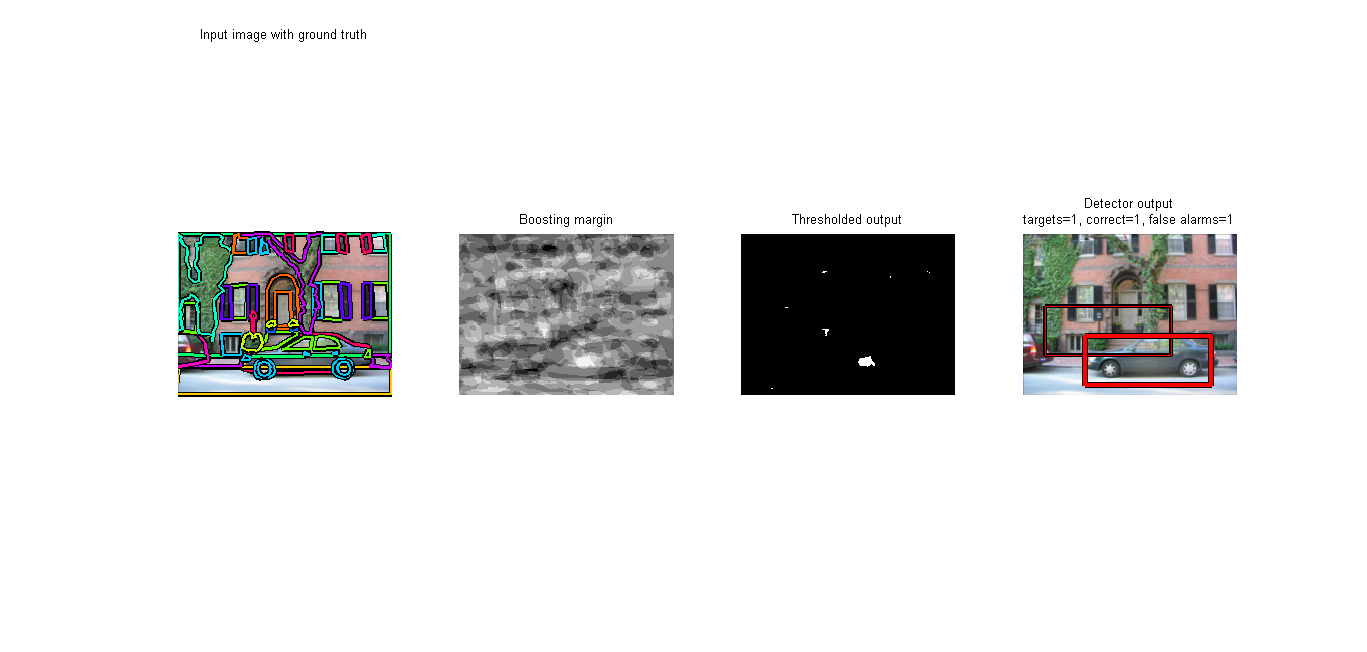 Input image with ground truth
Boosting margin
Thresholded output
Detector output
targets=1, correct=1, false alarms=1